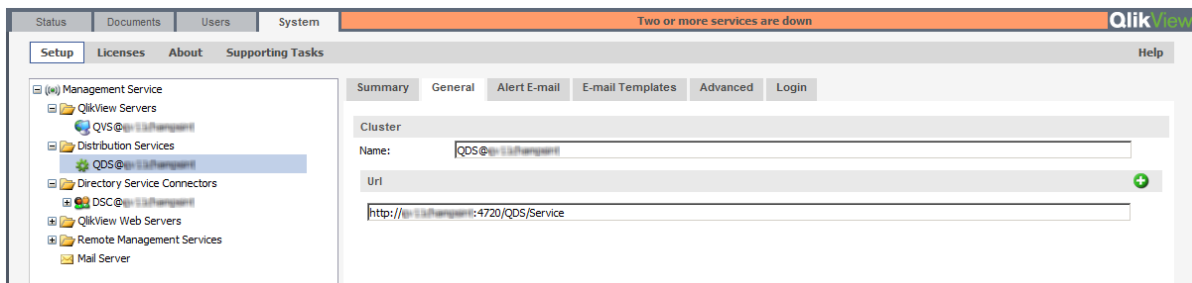 Status Documents Users System Two or more services are down QlikView
Setup Licenses About Supporting Tasks Help
Management Service
QlikView Servers
QVS@
Distribution Services
QDS@
Directory Service Connectors
DSC@
QlikView Web Servers
Remote Management Services
Mail Server
Summary General Alert E-mail E-mail Templates Advanced Login
Cluster
Name: QDS@
Url
http:// :4720/QDS/Service